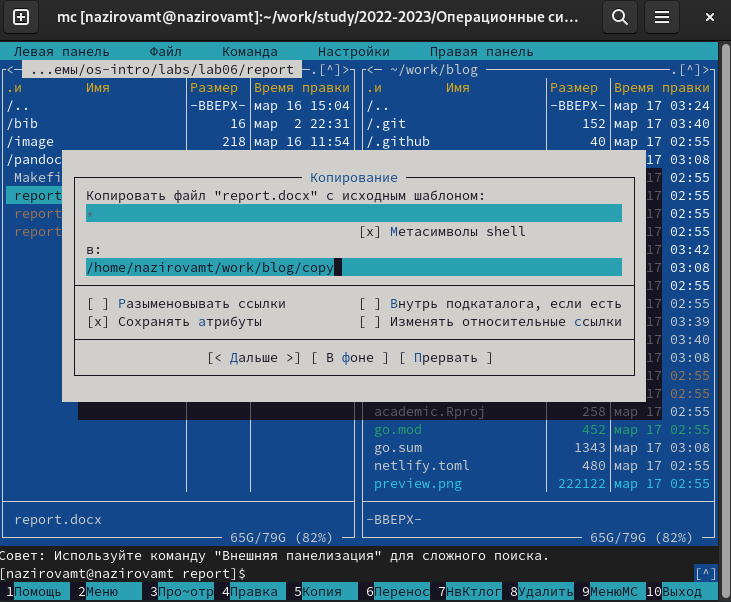 mc [nazirovamt@nazirovamt]:~/work/study/2022-2023/Операционные си...
Левая панель Файл Команда Настройки Правая панель
<— ...емы/os-intro/labs/lab06/report —.[^]>
<— ~/work/blog —.[^]>
.и Имя Размер Время правки .и Имя Размер Время правки
/.. -ВВЕРХ- мар 16 15:04 /.. -ВВЕРХ- мар 17 03:24
/bib 16 мар 2 22:31 /.git 152 мар 17 03:40
/image 218 мар 16 11:54 /.github 40 мар 17 02:55
/pandoc 17 03:08
Makefi 17 02:55
report 17 02:55
report 17 02:55
report 17 02:55
Копирование
Копировать файл "report.docx" с исходным шаблоном:
*
[x] Метасимволы shell
в:
/home/nazirovamt/work/blog/copy
[ ] Разыменовывать ссылки [ ] Внутрь подкаталога, если есть
[x] Сохранять атрибуты [ ] Изменять относительные ссылки
[< Дальше >] [ В фоне ] [ Прервать ]
03:42
03:08
17 02:55
17 02:55
17 03:39
17 03:40
17 03:08
17 02:55
17 02:55
academic.Rproj 258 мар 17 02:55
go.mod 452 мар 17 02:55
go.sum 1343 мар 17 03:08
netlify.toml 480 мар 17 02:55
preview.png 222122 мар 17 02:55
report.docx -ВВЕРХ-
65G/79G (82%) 65G/79G (82%)
Совет: Используйте команду "Внешняя панелизация" для сложного поиска.
[nazirovamt@nazirovamt report]$ [^]
1Помощь 2Меню 3Про~отр 4Правка 5Копия 6Перенос 7НвКтлог 8Удалить 9МенюМС 10Выход